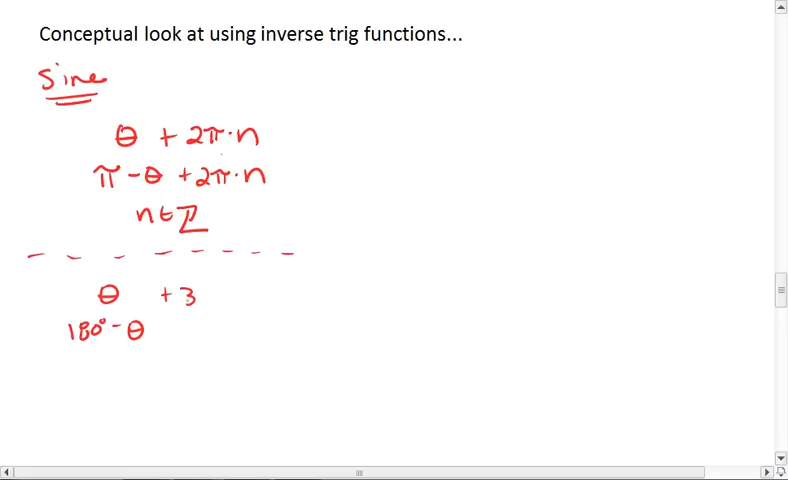 Conceptual look at using inverse trig functions...
Sine
θ + 2π·n
π - θ + 2π·n
n ∈ ℤ
θ + 3
180° - θ